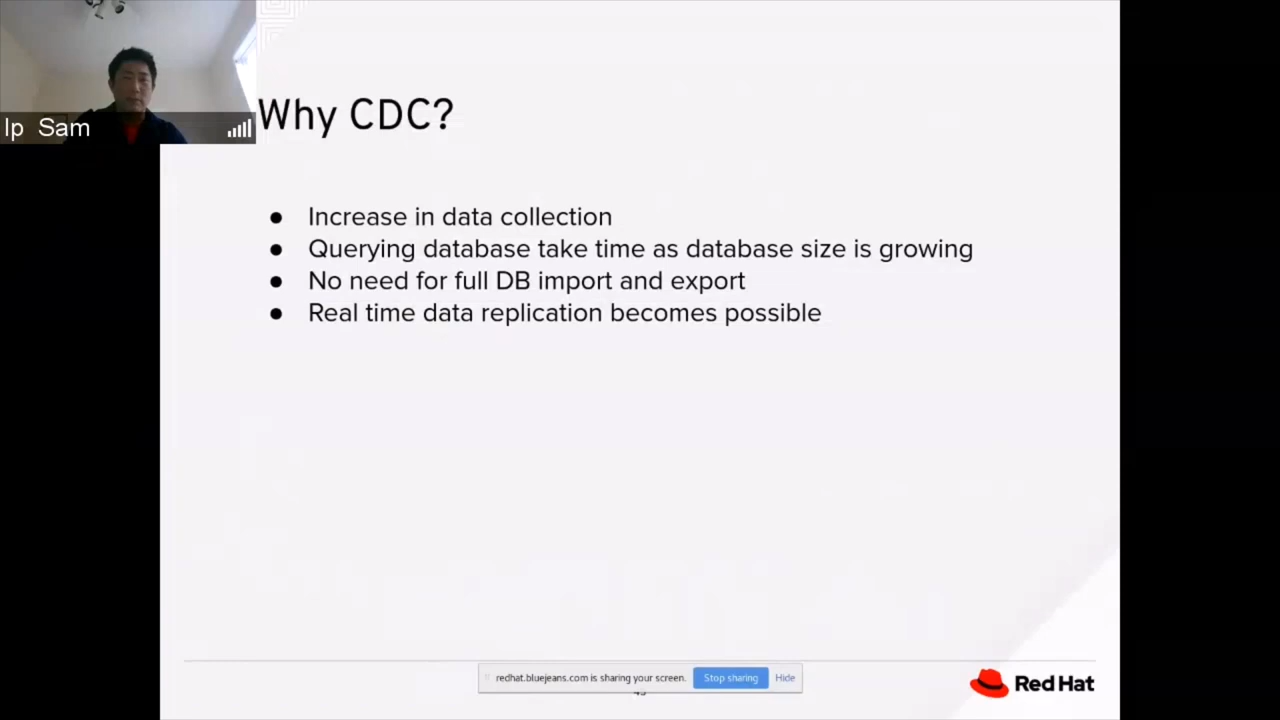 Ip Sam
Why CDC?
● Increase in data collection
● Querying database take time as database size is growing
● No need for full DB import and export
● Real time data replication becomes possible
redhat.bluejeans.com is sharing your screen. Stop sharing Hide
Red Hat